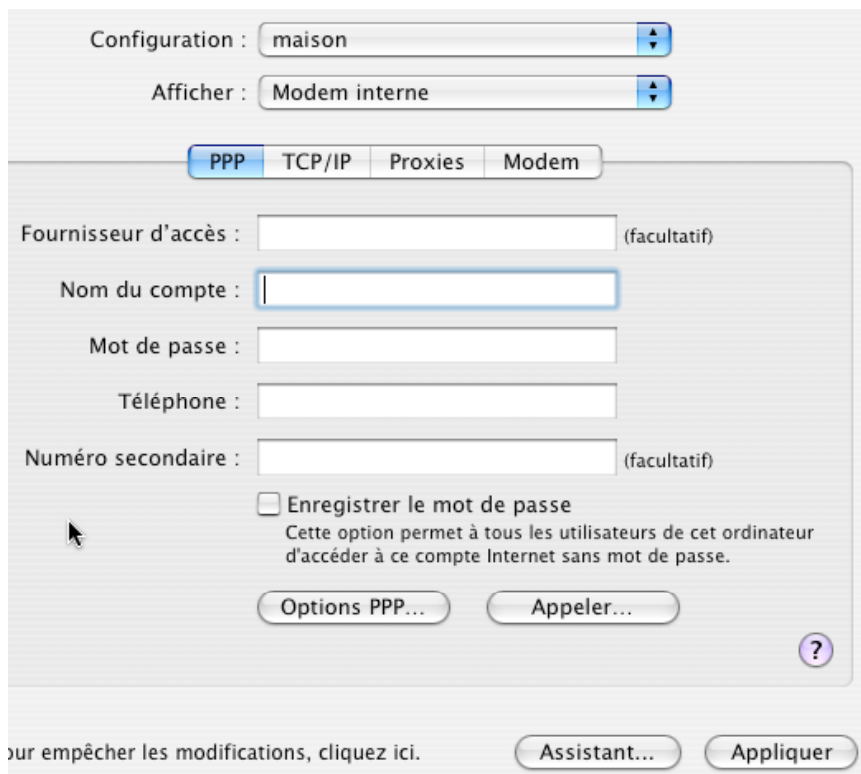 Configuration : maison
Afficher : Modem interne
PPP TCP/IP Proxies Modem
Fournisseur d'accès : (facultatif)
Nom du compte :
Mot de passe :
Téléphone :
Numéro secondaire : (facultatif)
Enregistrer le mot de passe
Cette option permet à tous les utilisateurs de cet ordinateur
d'accéder à ce compte Internet sans mot de passe.
Options PPP... Appeler...
?
our empêcher les modifications, cliquez ici. Assistant... Appliquer